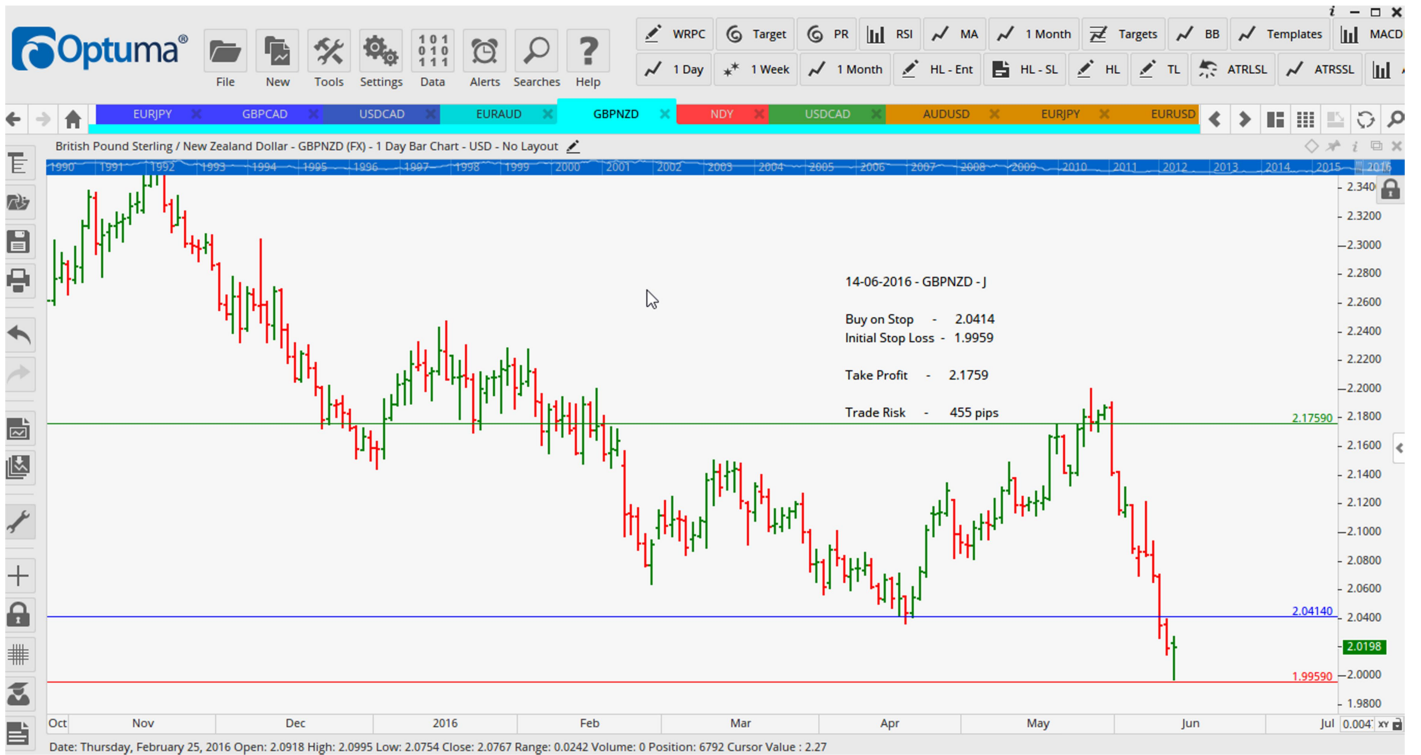 Optuma®
File
New
Tools
Settings
101 010 111
Data
Alerts
Searches
?
Help
i
WRPC
Target
PR
RSI
MA
1 Month
Targets
BB
Templates
MACD
1 Day
1 Week
1 Month
HL - Ent
HL - SL
HL
TL
ATRLSL
ATRSSL
EURJPY
GBPCAD
USDCAD
EURAUD
GBPNZD
NDY
USDCAD
AUDUSD
EURJPY
EURUSD
British Pound Sterling / New Zealand Dollar - GBPNZD (FX) - 1 Day Bar Chart - USD - No Layout
i
1990 1991 1992 1993 1994 1995 1996 1997 1998 1999 2000 2001 2002 2003 2004 2005 2006 2007 2008 2009 2010 2011 2012 2013 2014 2015 2016
2.340
2.3200
2.3000
2.2800
2.2600
2.2400
2.2200
2.2000
2.1800
2.1600
2.1400
2.1200
2.1000
2.0800
2.0600
2.0400
2.0198
2.0000
1.9800
14-06-2016 - GBPNZD - J
Buy on Stop - 2.0414
Initial Stop Loss - 1.9959
Take Profit - 2.1759
Trade Risk - 455 pips
2.17590
2.04140
1.99590
Oct Nov Dec 2016 Feb Mar Apr May Jun Jul
0.004
XY
Date: Thursday, February 25, 2016 Open: 2.0918 High: 2.0995 Low: 2.0754 Close: 2.0767 Range: 0.0242 Volume: 0 Position: 6792 Cursor Value : 2.27